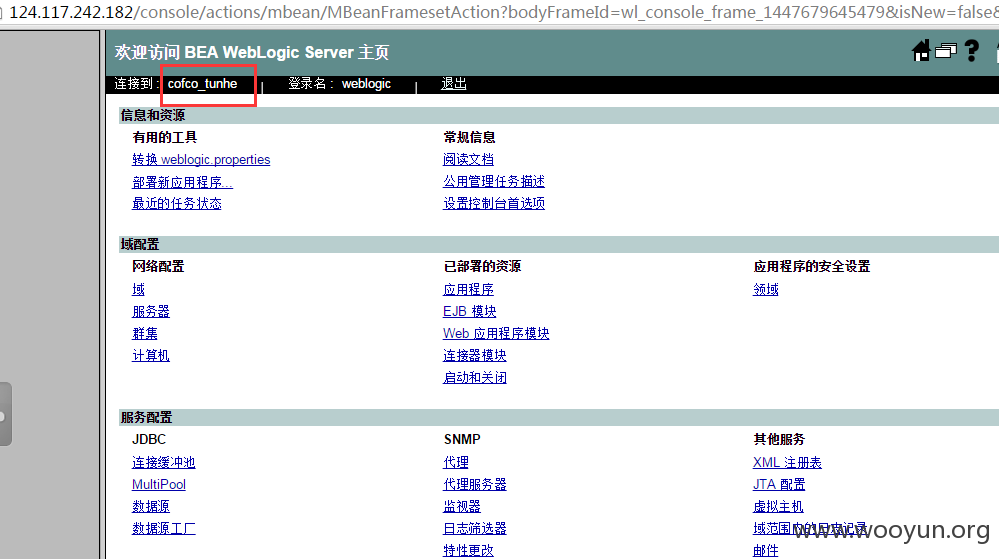 124.117.242.182/console/actions/mbean/MBeanFramesetAction?bodyFrameId=wl_console_frame_1447679645479&isNew=false&
欢迎访问 BEA WebLogic Server 主页
连接到 : cofco_tunhe | 登录名 : weblogic | 退出
信息和资源
有用的工具 常规信息
转换 weblogic.properties 阅读文档
部署新应用程序... 公用管理任务描述
最近的任务状态 设置控制台首选项
域配置
网络配置 已部署的资源 应用程序的安全设置
域 应用程序 领域
服务器 EJB 模块
群集 Web 应用程序模块
计算机 连接器模块
启动和关闭
服务配置
JDBC SNMP 其他服务
连接缓冲池 代理 XML 注册表
MultiPool 代理服务器 JTA 配置
数据源 监视器 虚拟主机
数据源工厂 日志筛选器 域范围内的日志记录
特性更改 邮件
www.wooyun.org